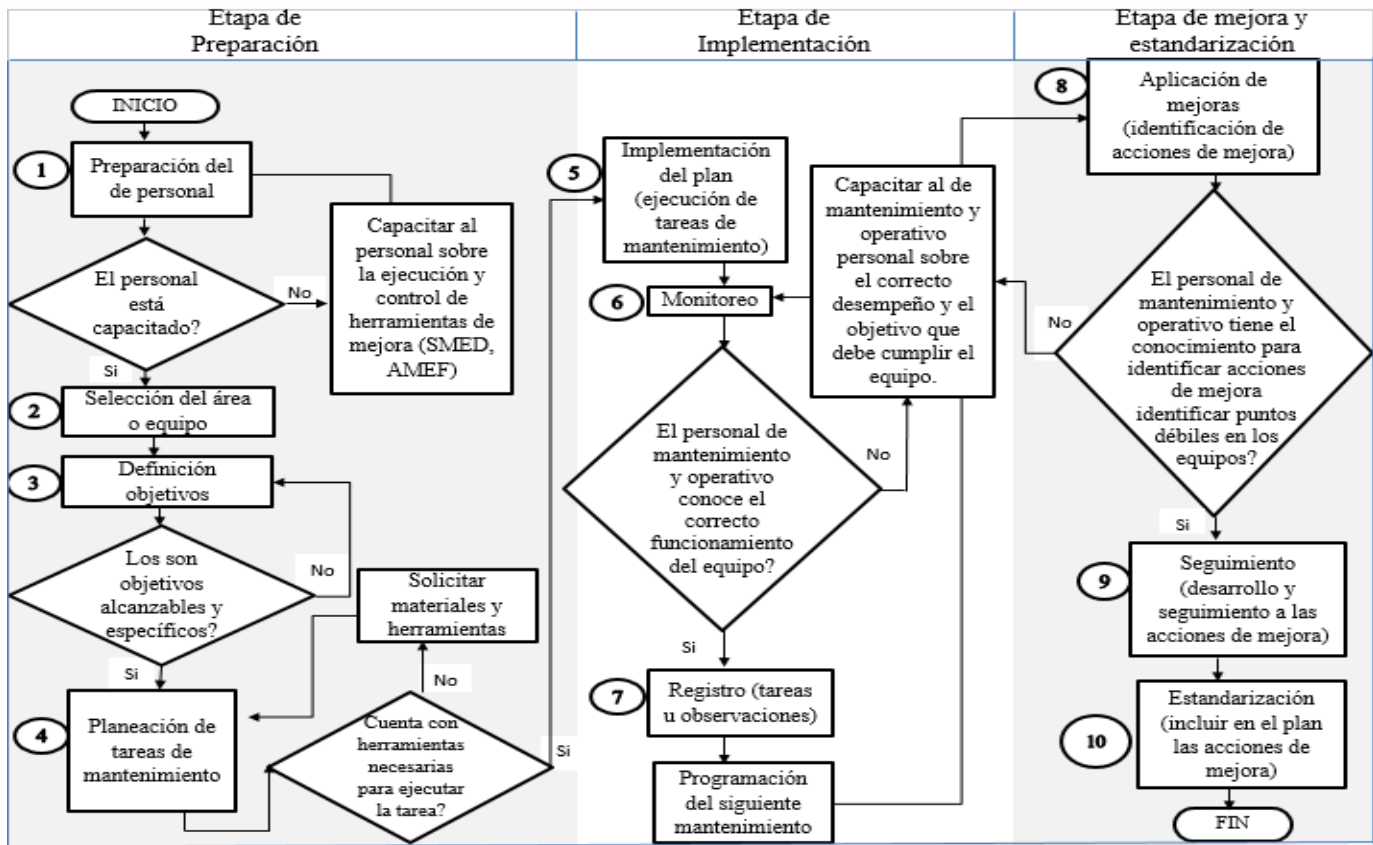 Etapa de
Preparación
Etapa de
Implementación
Etapa de mejora y
estandarización
INICIO
1
Preparación del
de personal
El personal
está
capacitado?
No
Capacitar al
personal sobre
la ejecución y
control de
herramientas de
mejora (SMED,
AMEF)
Si
2
Selección del área
o equipo
3
Definición
objetivos
Los son
objetivos
alcanzables y
específicos?
No
Si
Solicitar
materiales y
herramientas
4
Planeación de
tareas de
mantenimiento
No
Cuenta con
herramientas
necesarias
para ejecutar
la tarea?
Si
5
Implementación
del plan
(ejecución de
tareas de
mantenimiento)
6
Monitoreo
Capacitar al de
mantenimiento y
operativo
personal sobre
el correcto
desempeño y el
objetivo que
debe cumplir el
equipo.
El personal de
mantenimiento
y operativo
conoce el
correcto
funcionamiento
del equipo?
No
Si
7
Registro (tareas
u observaciones)
Programación
del siguiente
mantenimiento
8
Aplicación de
mejoras
(identificación de
acciones de mejora)
El personal de
mantenimiento y
operativo tiene el
conocimiento para
identificar acciones
de mejora
identificar puntos
débiles en los
equipos?
No
Si
9
Seguimiento
(desarrollo y
seguimiento a las
acciones de mejora)
10
Estandarización
(incluir en el plan
las acciones de
mejora)
FIN